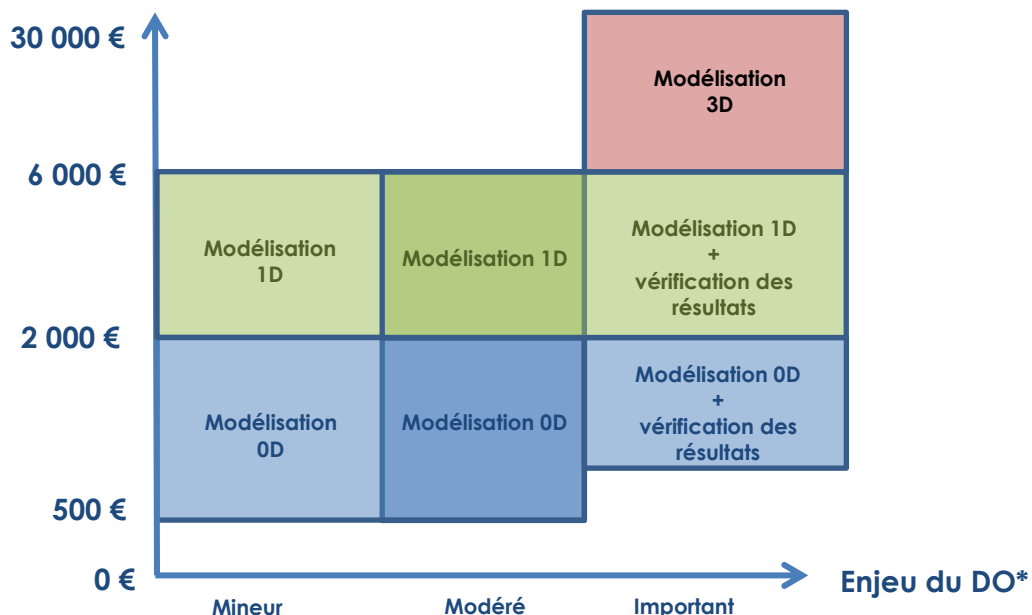 30 000 €
Modélisation
3D
6 000 €
Modélisation
1D
Modélisation 1D
Modélisation 1D
+
vérification des
résultats
2 000 €
Modélisation
0D
Modélisation 0D
Modélisation 0D
+
vérification des
résultats
500 €
0 €
Enjeu du DO*
Mineur
Modéré
Important